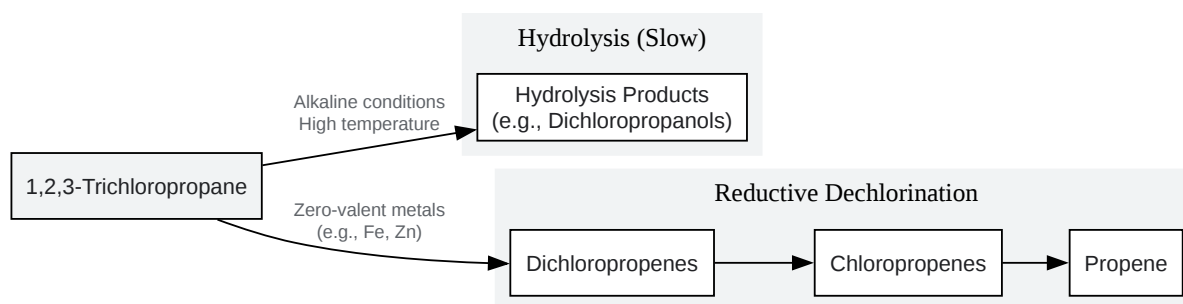 Hydrolysis (Slow)
Hydrolysis Products
(e.g., Dichloropropanols)
Alkaline conditions
High temperature
1,2,3-Trichloropropane
Zero-valent metals
(e.g., Fe, Zn)
Reductive Dechlorination
Dichloropropenes
Chloropropenes
Propene